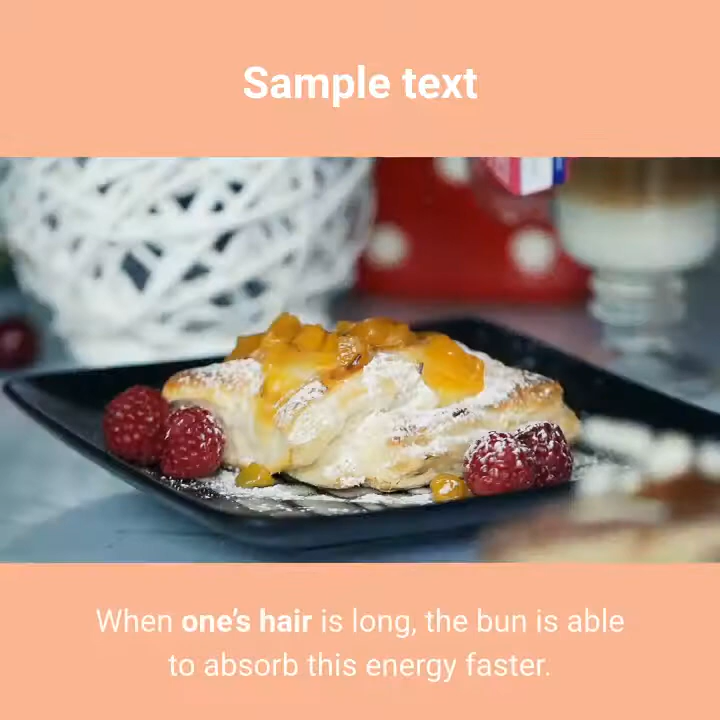 Sample text
When one’s hair is long, the bun is able
to absorb this energy faster.